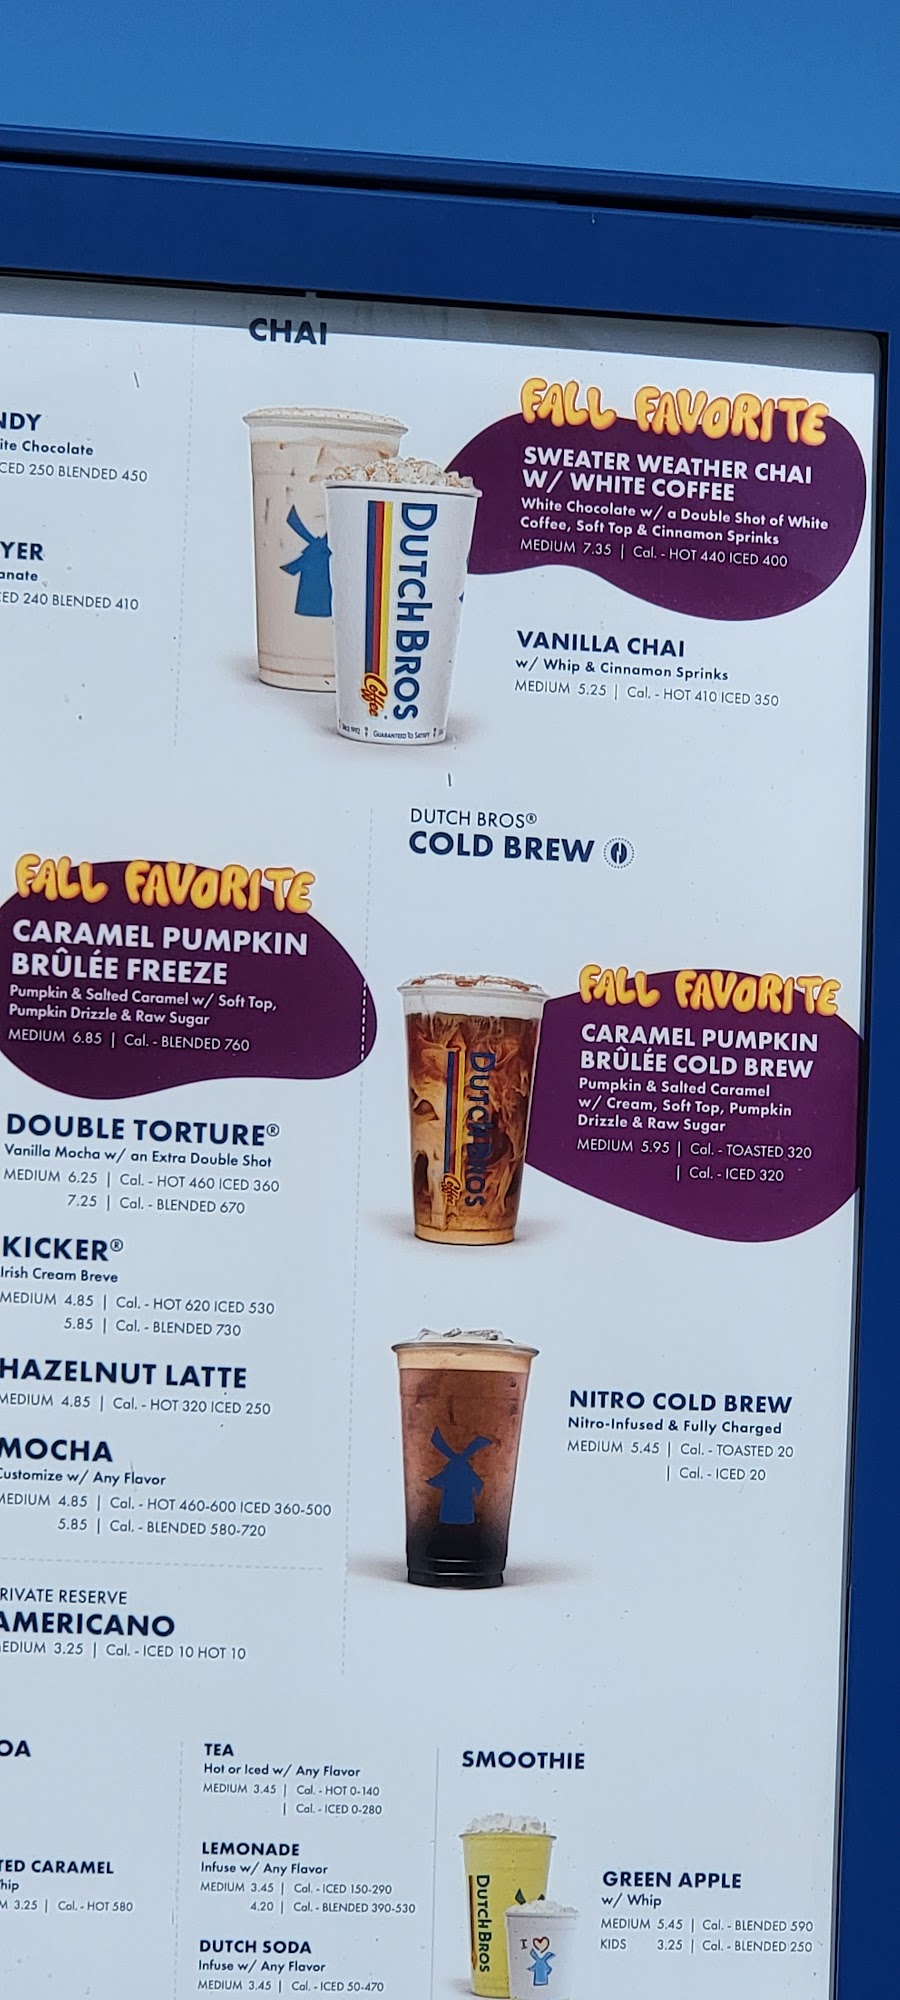 CHAI
FALL FAVORITE
SWEATER WEATHER CHAI
W/ WHITE COFFEE
White Chocolate w/ a Double Shot of White
Coffee, Soft Top & Cinnamon Sprinks
MEDIUM 7.35 | Cal. - HOT 440 ICED 400
VANILLA CHAI
w/ Whip & Cinnamon Sprinks
MEDIUM 5.25 | Cal. - HOT 410 ICED 350
DUTCH BROS
Coffee
GUARANTEED TO SATISFY
NDY
ite Chocolate
CED 250 BLENDED 450
YER
anate
ED 240 BLENDED 410
FALL FAVORITE
CARAMEL PUMPKIN
BRÛLÉE FREEZE
Pumpkin & Salted Caramel w/ Soft Top,
Pumpkin Drizzle & Raw Sugar
MEDIUM 6.85 | Cal. - BLENDED 760
DOUBLE TORTURE®
Vanilla Mocha w/ an Extra Double Shot
MEDIUM 6.25 | Cal. - HOT 460 ICED 360
7.25 | Cal. - BLENDED 670
KICKER®
Irish Cream Breve
MEDIUM 4.85 | Cal. - HOT 620 ICED 530
5.85 | Cal. - BLENDED 730
HAZELNUT LATTE
MEDIUM 4.85 | Cal. - HOT 320 ICED 250
MOCHA
Customize w/ Any Flavor
MEDIUM 4.85 | Cal. - HOT 460-600 ICED 360-500
5.85 | Cal. - BLENDED 580-720
RIVATE RESERVE
AMERICANO
EDIUM 3.25 | Cal. - ICED 10 HOT 10
DUTCH BROS®
COLD BREW
FALL FAVORITE
CARAMEL PUMPKIN
BRÛLÉE COLD BREW
Pumpkin & Salted Caramel
w/ Cream, Soft Top, Pumpkin
Drizzle & Raw Sugar
MEDIUM 5.95 | Cal. - TOASTED 320
| Cal. - ICED 320
DUTCH BROS
Coffee
NITRO COLD BREW
Nitro-Infused & Fully Charged
MEDIUM 5.45 | Cal. - TOASTED 20
| Cal. - ICED 20
OA
TED CARAMEL
hip
M 3.25 | Cal. - HOT 580
TEA
Hot or Iced w/ Any Flavor
MEDIUM 3.45 | Cal. - HOT 0-140
| Cal. - ICED 0-280
LEMONADE
Infuse w/ Any Flavor
MEDIUM 3.45 | Cal. - ICED 150-290
4.20 | Cal. - BLENDED 390-530
DUTCH SODA
Infuse w/ Any Flavor
MEDIUM 3.45 | Cal. - ICED 50-470
SMOOTHIE
DUTCH BROS
I
GREEN APPLE
w/ Whip
MEDIUM 5.45 | Cal. - BLENDED 590
KIDS 3.25 | Cal. - BLENDED 250